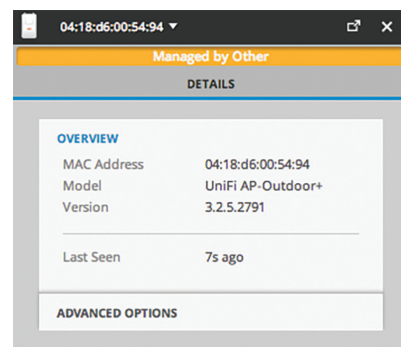 04:18:d6:00:54:94
Managed by Other
DETAILS
OVERVIEW
MAC Address 04:18:d6:00:54:94
Model UniFi AP-Outdoor+
Version 3.2.5.2791
Last Seen 7s ago
ADVANCED OPTIONS